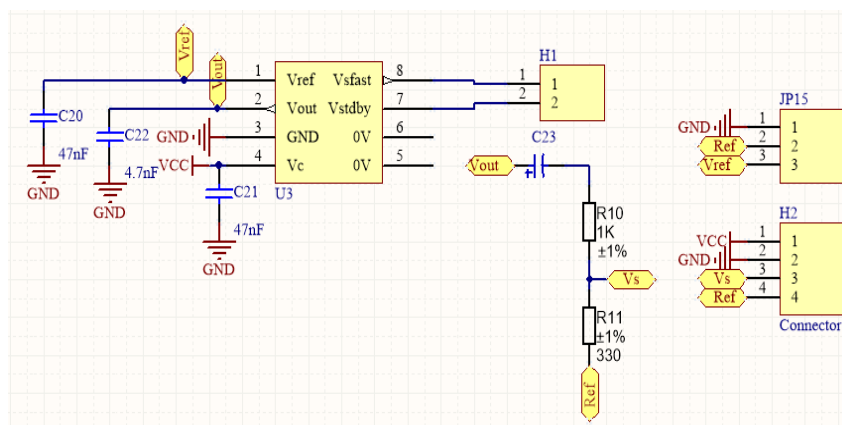 Vref
Vout
C20
47nF
GND
C22
4.7nF
GND
GND
VCC
C21
47nF
GND
1 Vref Vsfast 8
2 Vout Vstdby 7
3 GND 0V 6
4 Vc 0V 5
U3
H1
1 1
2 2
C23
Vout
+
R10
1K
±1%
Vs
R11
±1%
330
Ref
JP15
GND 1 1
Ref 2 2
Vref 3 3
H2
VCC 1 1
GND 2 2
Vs 3 3
Ref 4 4
Connector